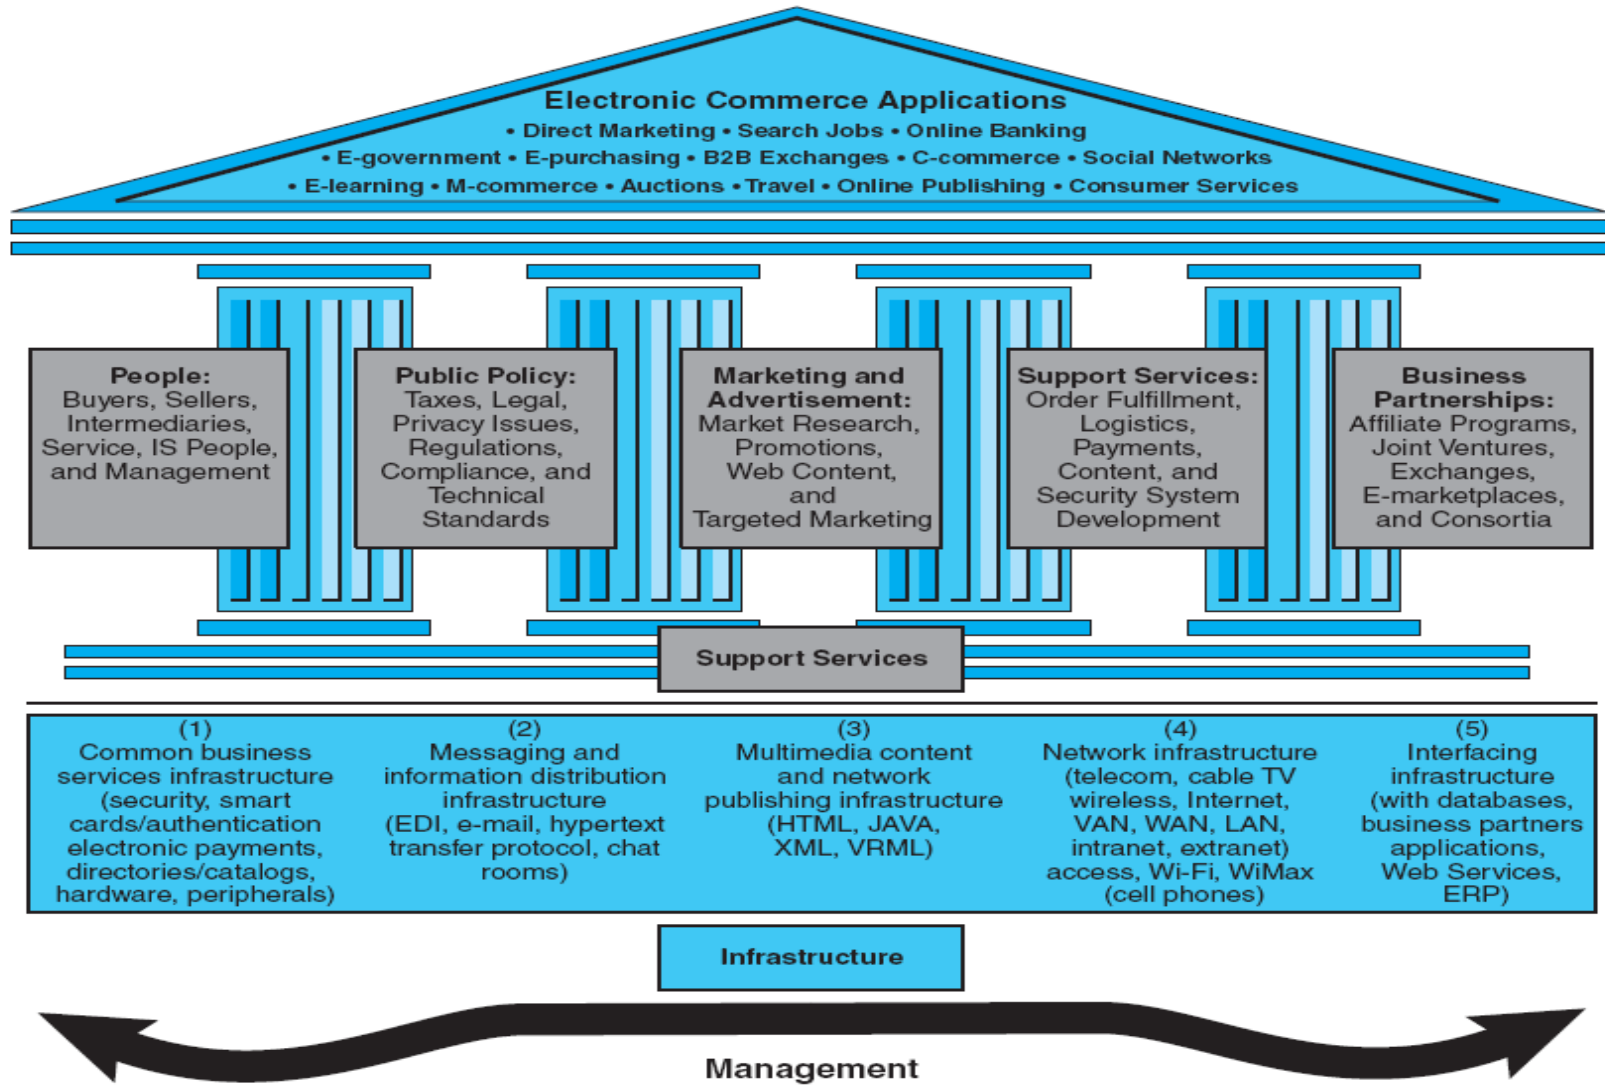 Electronic Commerce Applications
• Direct Marketing • Search Jobs • Online Banking
• E-government • E-purchasing • B2B Exchanges • C-commerce • Social Networks
• E-learning • M-commerce • Auctions • Travel • Online Publishing • Consumer Services
People:
Buyers, Sellers,
Intermediaries,
Service, IS People,
and Management
Public Policy:
Taxes, Legal,
Privacy Issues,
Regulations,
Compliance, and
Technical
Standards
Marketing and
Advertisement:
Market Research,
Promotions,
Web Content,
and
Targeted Marketing
Support Services:
Order Fulfillment,
Logistics,
Payments,
Content, and
Security System
Development
Business
Partnerships:
Affiliate Programs,
Joint Ventures,
Exchanges,
E-marketplaces,
and Consortia
Support Services
(1)
Common business
services infrastructure
(security, smart
cards/authentication
electronic payments,
directories/catalogs,
hardware, peripherals)
(2)
Messaging and
information distribution
infrastructure
(EDI, e-mail, hypertext
transfer protocol, chat
rooms)
(3)
Multimedia content
and network
publishing infrastructure
(HTML, JAVA,
XML, VRML)
(4)
Network infrastructure
(telecom, cable TV
wireless, Internet,
VAN, WAN, LAN,
intranet, extranet)
access, Wi-Fi, WiMax
(cell phones)
(5)
Interfacing
infrastructure
(with databases,
business partners
applications,
Web Services,
ERP)
Infrastructure
Management